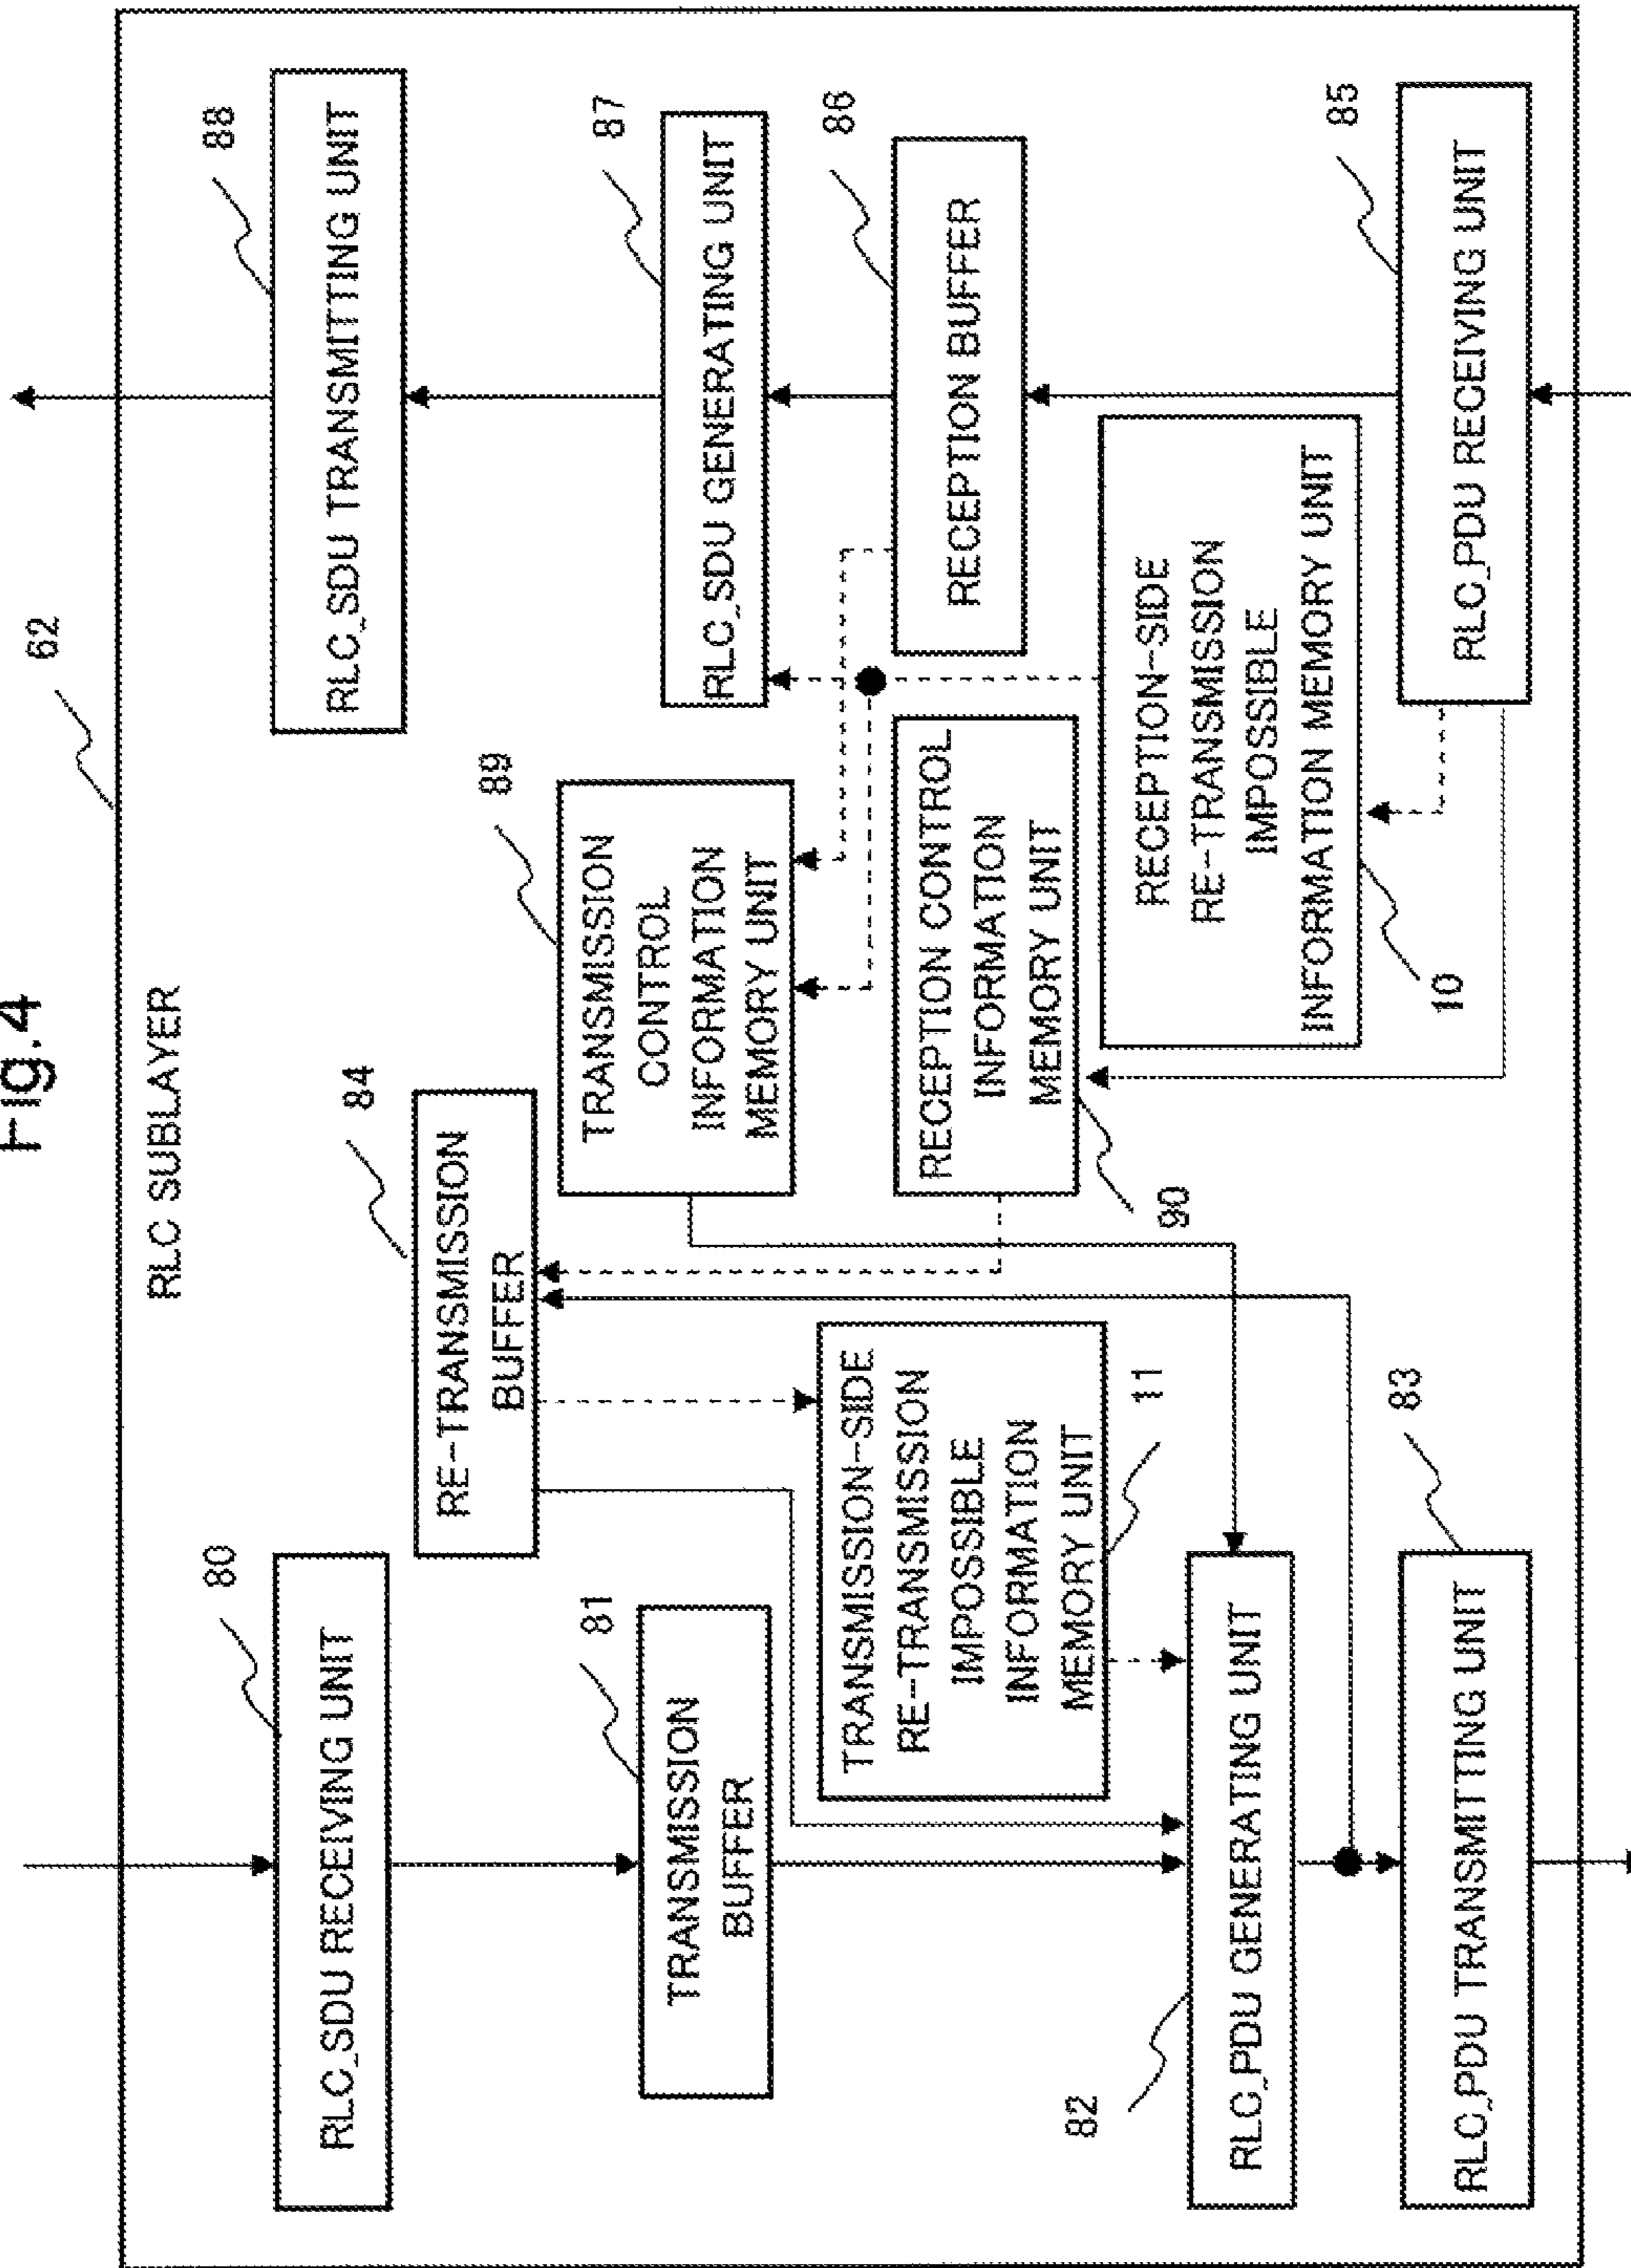 Fig.4
62
RLC SUBLAYER
80
RLC_SDU RECEIVING UNIT
81
TRANSMISSION
BUFFER
84
RE-TRANSMISSION
BUFFER
TRANSMISSION-SIDE
RE-TRANSMISSION
IMPOSSIBLE
INFORMATION
MEMORY UNIT
11
82
RLC_PDU GENERATING UNIT
83
RLC_PDU TRANSMITTING UNIT
89
TRANSMISSION
CONTROL
INFORMATION
MEMORY UNIT
RECEPTION CONTROL
INFORMATION
MEMORY UNIT
90
88
RLC_SDU TRANSMITTING UNIT
87
RLC_SDU GENERATING UNIT
86
RECEPTION BUFFER
RECEPTION-SIDE
RE-TRANSMISSION
IMPOSSIBLE
INFORMATION MEMORY UNIT
10
85
RLC_PDU RECEIVING UNIT